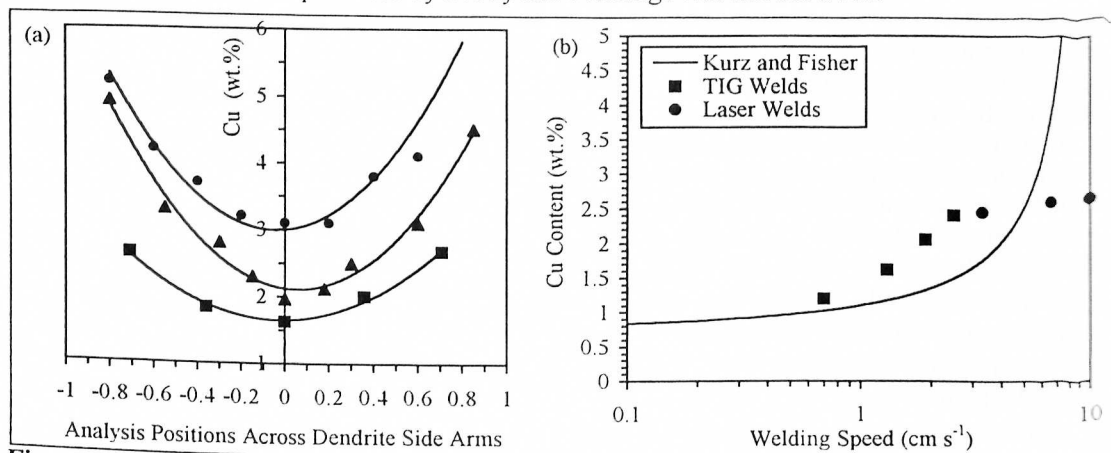 (a)
Cu (wt.%)
6
5
4
3
2
1
-1 -0.8 -0.6 -0.4 -0.2 0 0.2 0.4 0.6 0.8 1
Analysis Positions Across Dendrite Side Arms
(b)
Kurz and Fisher
TIG Welds
Laser Welds
Cu Content (wt.%)
5
4.5
4
3.5
3
2.5
2
1.5
1
0.5
0
0.1 1 10
Welding Speed (cm s⁻¹)